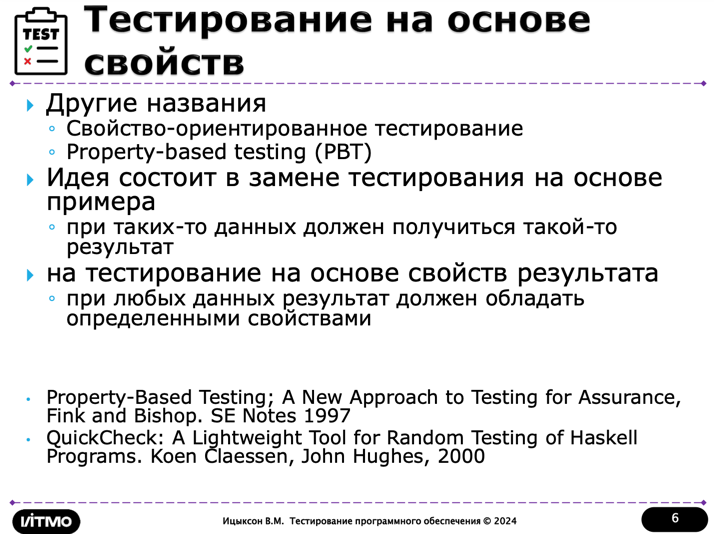 TEST
Тестирование на основе
свойств
Другие названия
Свойство-ориентированное тестирование
Property-based testing (PBT)
Идея состоит в замене тестирования на основе
примера
при таких-то данных должен получиться такой-то
результат
на тестирование на основе свойств результата
при любых данных результат должен обладать
определенными свойствами
Property-Based Testing; A New Approach to Testing for Assurance,
Fink and Bishop. SE Notes 1997
QuickCheck: A Lightweight Tool for Random Testing of Haskell
Programs. Koen Claessen, John Hughes, 2000
ИТМО
Ицыксон В.М. Тестирование программного обеспечения © 2024
6